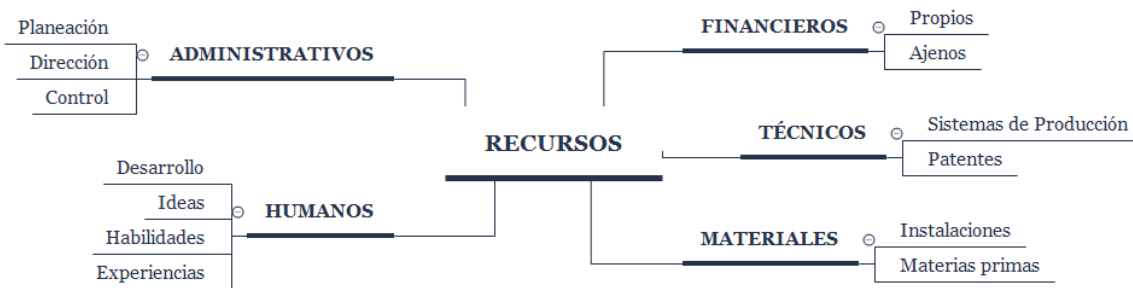 RECURSOS
ADMINISTRATIVOS
Planeación
Dirección
Control
HUMANOS
Desarrollo
Ideas
Habilidades
Experiencias
FINANCIEROS
Propios
Ajenos
TÉCNICOS
Sistemas de Producción
Patentes
MATERIALES
Instalaciones
Materias primas